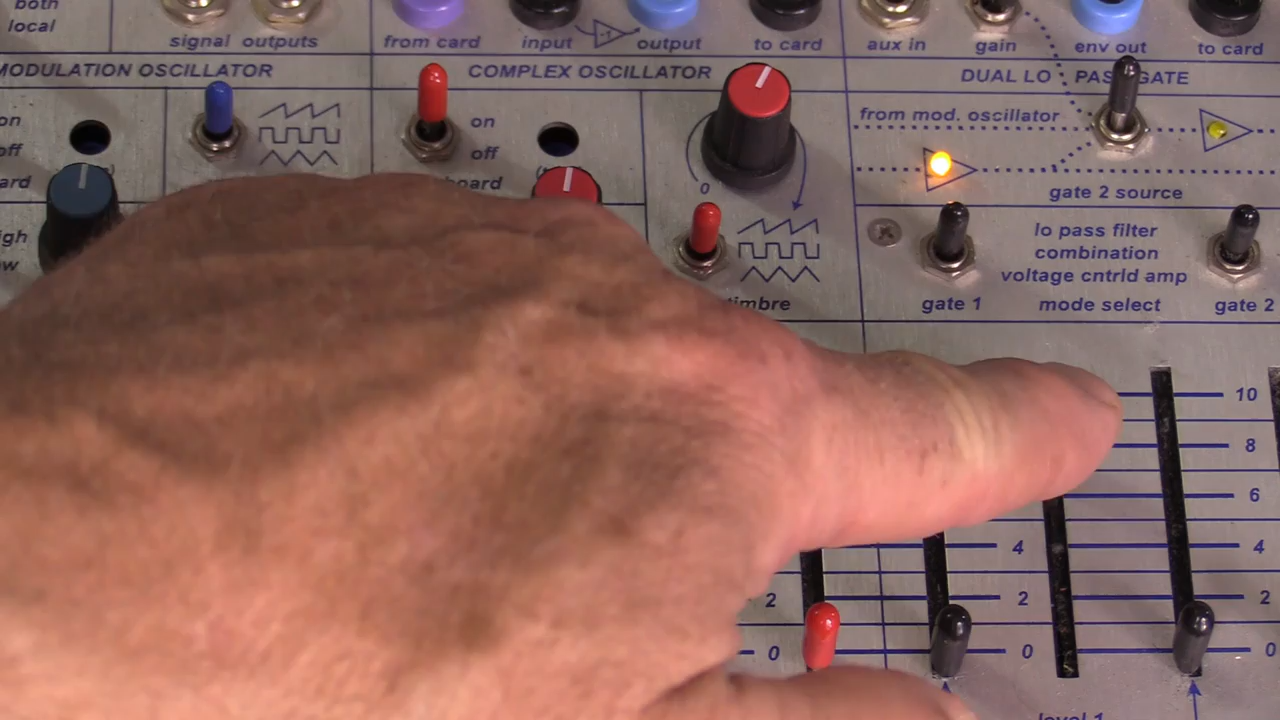 both
local
signal outputs
from card
input
-1
output
to card
aux in
gain
env out
to card
MODULATION OSCILLATOR
COMPLEX OSCILLATOR
DUAL LO PASS GATE
on
off
on
off
from mod. oscillator
gate 2 source
0
lo pass filter
combination
voltage cntrld amp
gate 1
mode select
gate 2
timbre
10
8
6
4
4
2
2
2
0
0
0
level 1